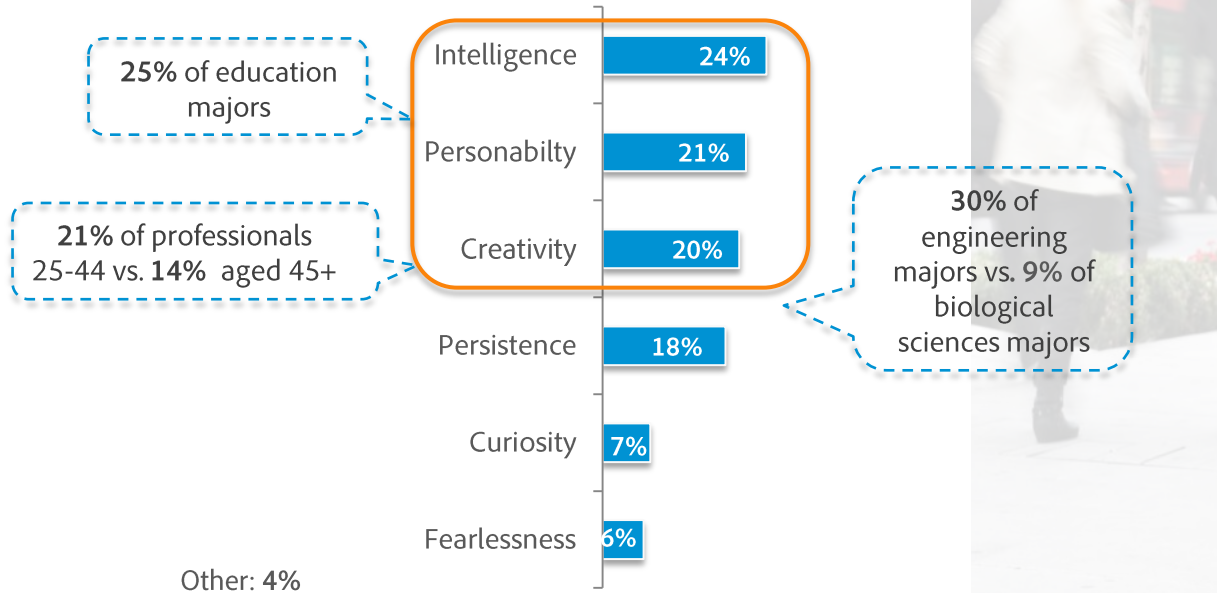 Intelligence
24%
25% of education
majors
Personabilty
21%
21% of professionals
25-44 vs. 14% aged 45+
Creativity
20%
30% of
engineering
majors vs. 9% of
biological
sciences majors
Persistence
18%
Curiosity
7%
Fearlessness
6%
Other: 4%